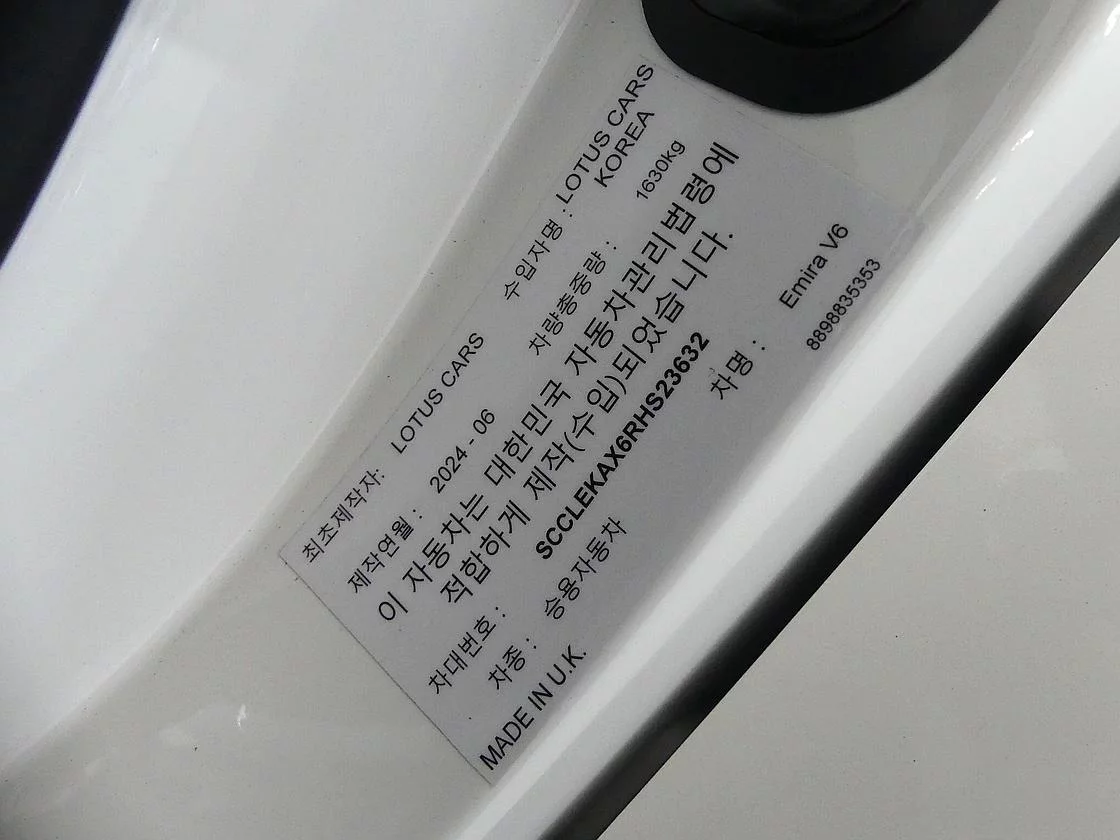 최초제작자: LOTUS CARS 수입자명 : LOTUS CARS
KOREA
제작연월 : 2024 - 06 차량총중량 : 1630kg
이 자동차는 대한민국 자동차관리법령에
적합하게 제작(수입)되었습니다.
차대번호 : SCCLEKAX6RHS23632
차종 : 승용자동차 차명 : Emira V6
MADE IN U.K. 8898835353